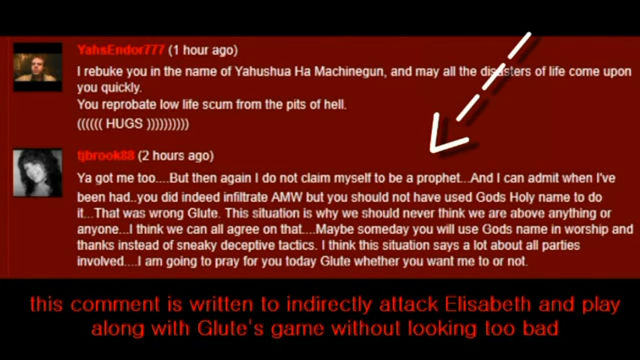 YahsEndor777 (1 hour ago)
I rebuke you in the name of Yahushua Ha Machinegun, and may all the disasters of life come upon
you quickly.
You reprobate low life scum from the pits of hell.
(((((( HUGS ))))))))))
tjbrook88 (2 hours ago)
Ya got me too....But then again I do not claim myself to be a prophet...And I can admit when I've
been had..you did indeed infiltrate AMW but you should not have used Gods Holy name to do
it...That was wrong Glute. This situation is why we should never think we are above anything or
anyone...I think we can all agree on that....Maybe someday you will use Gods name in worship and
thanks instead of sneaky deceptive tactics. I think this situation says a lot about all parties
involved....I am going to pray for you today Glute whether you want me to or not.
this comment is written to indirectly attack Elisabeth and play
along with Glute's game without looking too bad